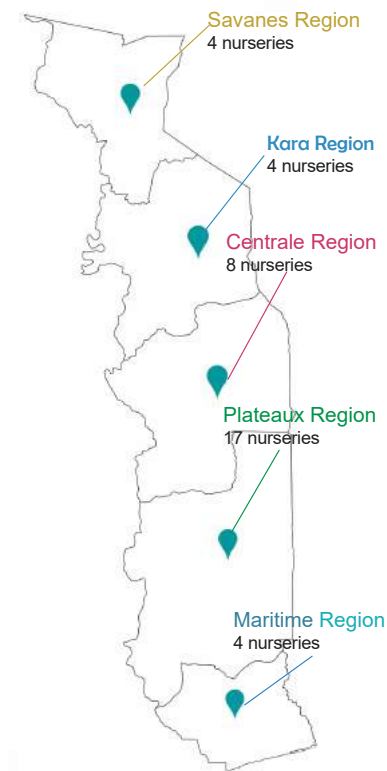 Savanes Region
4 nurseries
Kara Region
4 nurseries
Centrale Region
8 nurseries
Plateaux Region
17 nurseries
Maritime Region
4 nurseries